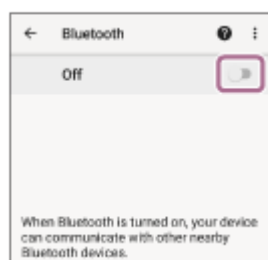 Bluetooth
Off
When Bluetooth is turned on, your device
can communicate with other nearby
Bluetooth devices.